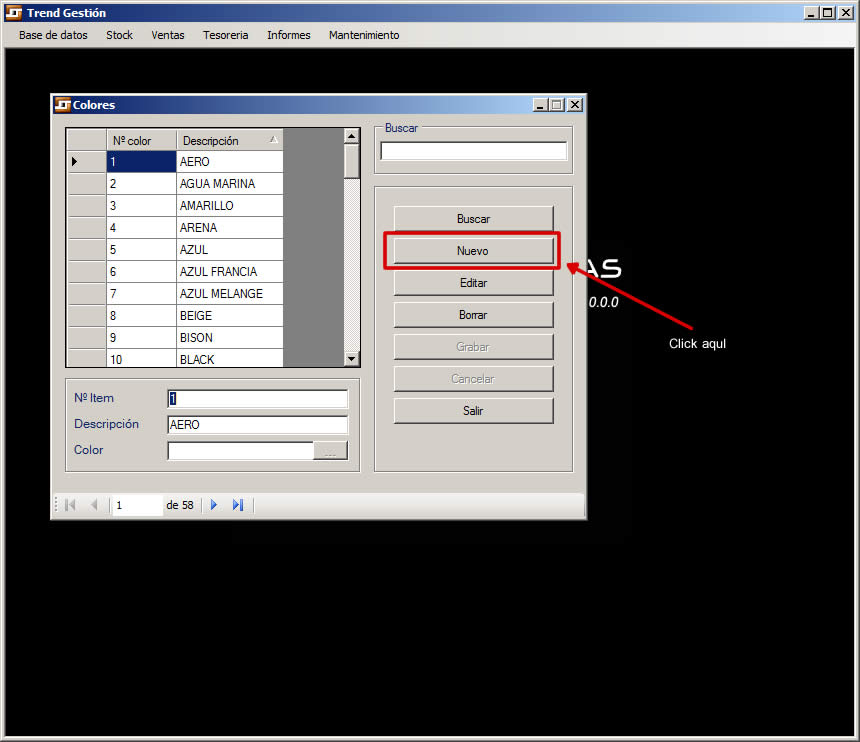 Trend Gestión
Base de datos Stock Ventas Tesoreria Informes Mantenimiento
Colores
Nº color Descripción
1 AERO
2 AGUA MARINA
3 AMARILLO
4 ARENA
5 AZUL
6 AZUL FRANCIA
7 AZUL MELANGE
8 BEIGE
9 BISON
10 BLACK
Buscar
Buscar
Nuevo
Editar
Borrar
Grabar
Cancelar
Salir
Nº Item 1
Descripción AERO
Color ...
1 de 58
AS
0.0.0
Click aquI